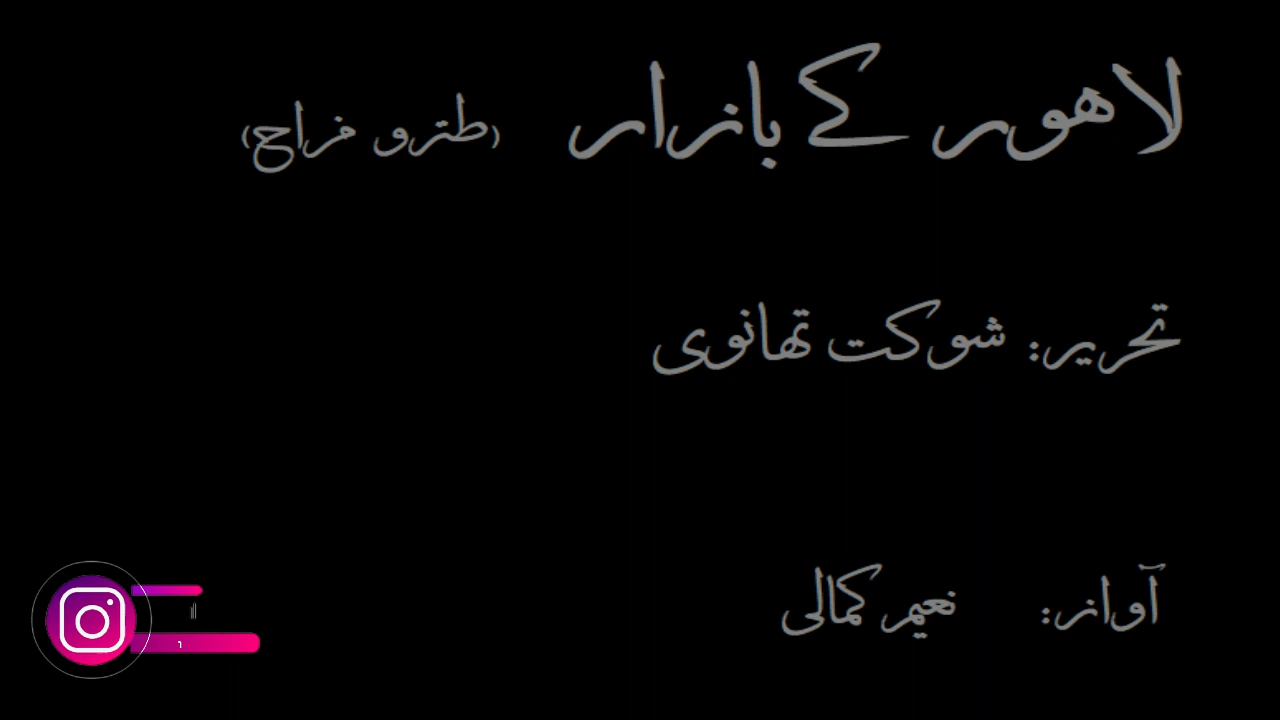 لاہور کے بازار (طنز و مزاح)
تحریر: شوکت تھانوی
آواز: نعیم کمالی